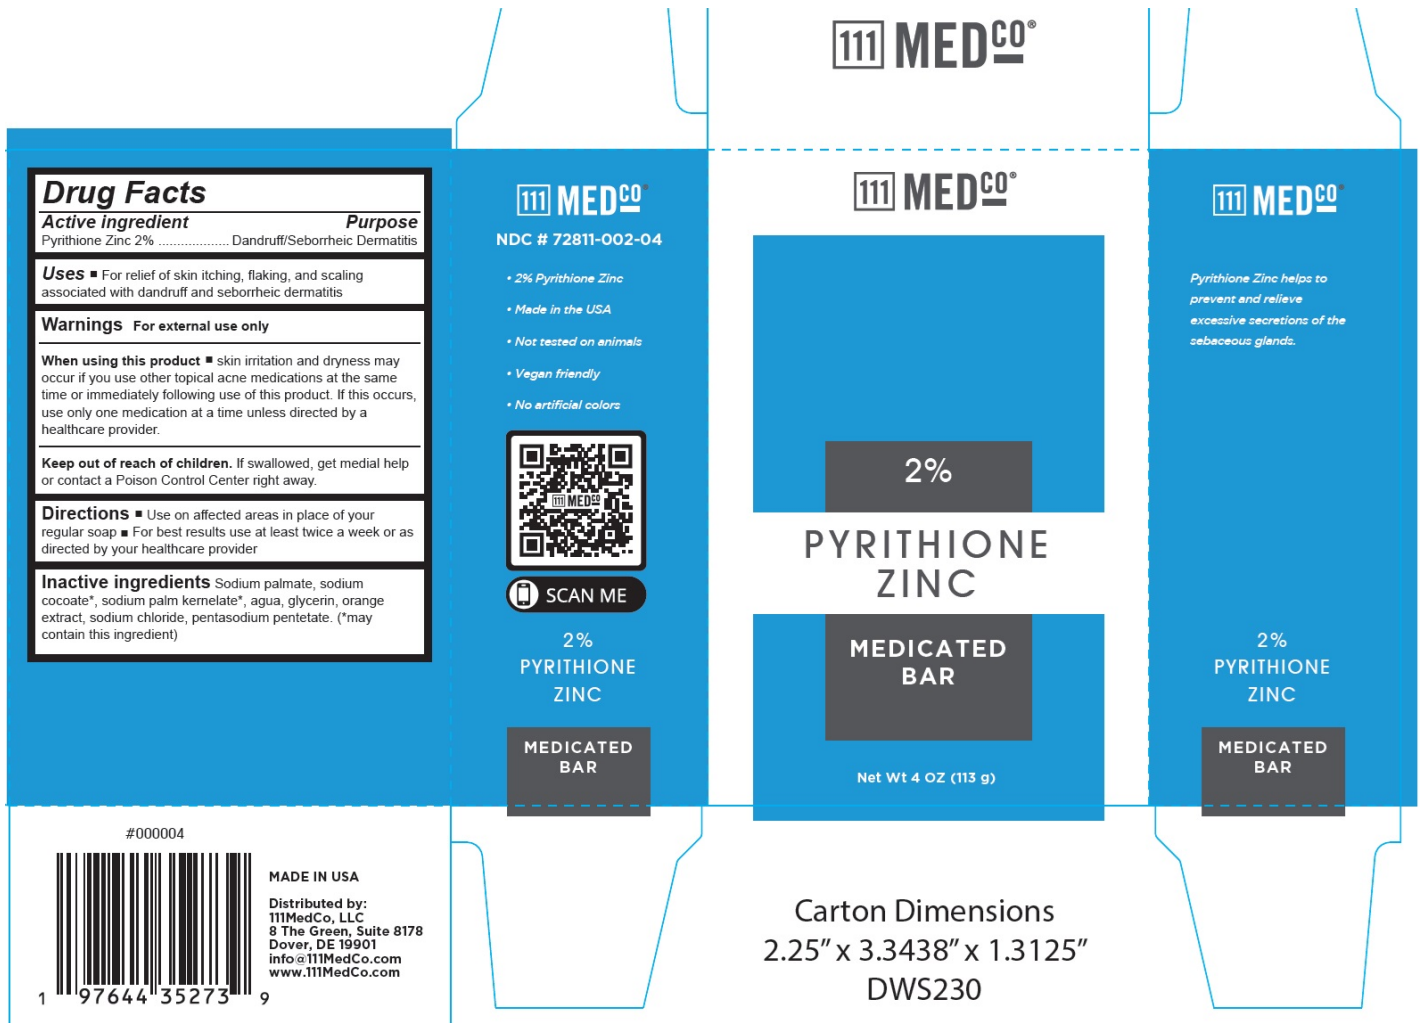 111 MEDCO®
Drug Facts
Active ingredient Purpose
Pyrithione Zinc 2% ................... Dandruff/Seborrheic Dermatitis
Uses ■ For relief of skin itching, flaking, and scaling
associated with dandruff and seborrheic dermatitis
Warnings For external use only
When using this product ■ skin irritation and dryness may
occur if you use other topical acne medications at the same
time or immediately following use of this product. If this occurs,
use only one medication at a time unless directed by a
healthcare provider.
Keep out of reach of children. If swallowed, get medial help
or contact a Poison Control Center right away.
Directions ■ Use on affected areas in place of your
regular soap ■ For best results use at least twice a week or as
directed by your healthcare provider
Inactive ingredients Sodium palmate, sodium
cocoate*, sodium palm kernelate*, agua, glycerin, orange
extract, sodium chloride, pentasodium pentetate. (*may
contain this ingredient)
111 MEDCO®
NDC # 72811-002-04
• 2% Pyrithione Zinc
• Made in the USA
• Not tested on animals
• Vegan friendly
• No artificial colors
111 MEDCO
SCAN ME
2%
PYRITHIONE
ZINC
MEDICATED
BAR
111 MEDCO®
2%
PYRITHIONE
ZINC
MEDICATED
BAR
Net Wt 4 OZ (113 g)
111 MEDCO®
Pyrithione Zinc helps to
prevent and relieve
excessive secretions of the
sebaceous glands.
2%
PYRITHIONE
ZINC
MEDICATED
BAR
#000004
1 97644 35273 9
MADE IN USA
Distributed by:
111MedCo, LLC
8 The Green, Suite 8178
Dover, DE 19901
info@111MedCo.com
www.111MedCo.com
Carton Dimensions
2.25” x 3.3438” x 1.3125”
DWS230